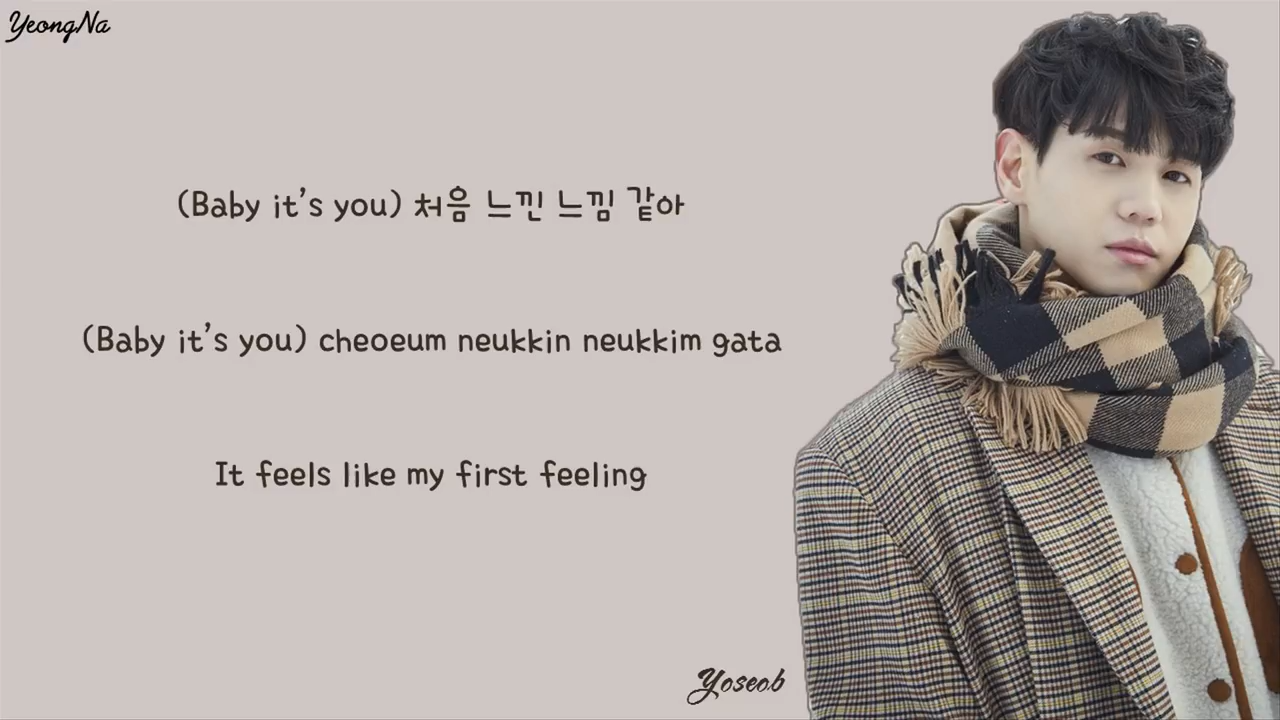 YeongNa
(Baby it's you) 처음 느낀 느낌 같아
(Baby it's you) cheoeum neukkin neukkim gata
It feels like my first feeling
Yoseob